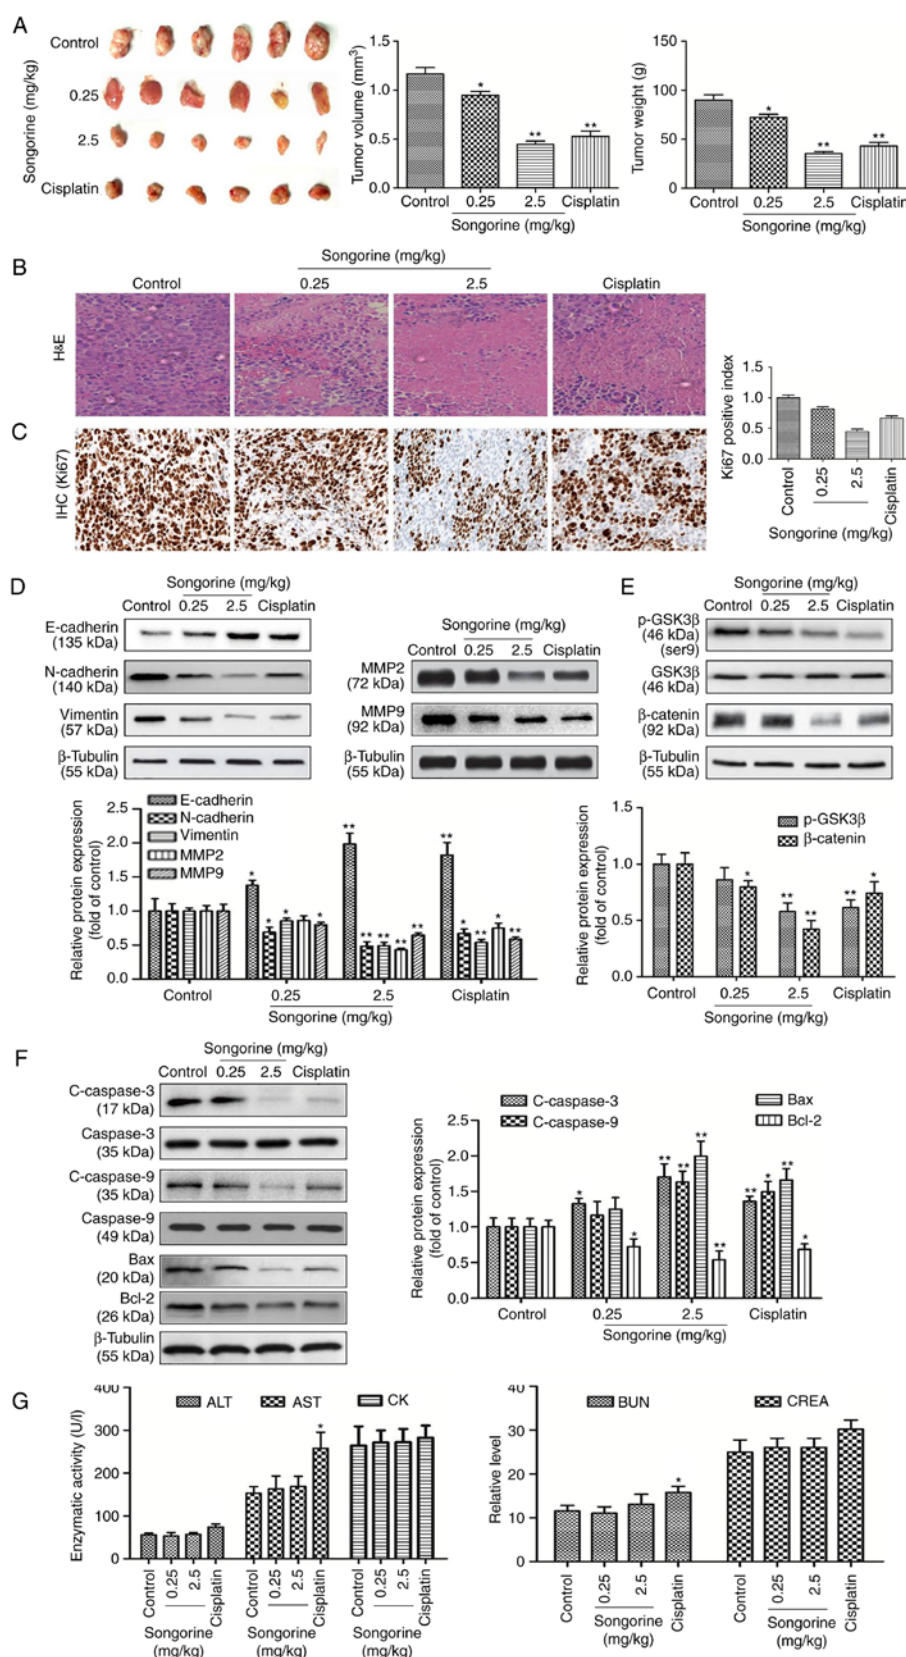 A
Control
0.25
2.5
Cisplatin
Songorine (mg/kg)
Tumor volume (mm³)
1.5
1.0
0.5
0.0
*
**
**
Control
0.25
2.5
Cisplatin
Songorine (mg/kg)
Tumor weight (g)
150
100
50
0
*
**
**
Control
0.25
2.5
Cisplatin
Songorine (mg/kg)
B
Songorine (mg/kg)
Control
0.25
2.5
Cisplatin
H&E
C
IHC (Ki67)
Ki67 positive index
1.5
1.0
0.5
0.0
Control
0.25
2.5
Cisplatin
Songorine (mg/kg)
D
Songorine (mg/kg)
Control
0.25
2.5
Cisplatin
E-cadherin
(135 kDa)
N-cadherin
(140 kDa)
Vimentin
(57 kDa)
β-Tubulin
(55 kDa)
Songorine (mg/kg)
Control
0.25
2.5
Cisplatin
MMP2
(72 kDa)
MMP9
(92 kDa)
β-Tubulin
(55 kDa)
E-cadherin
N-cadherin
Vimentin
MMP2
MMP9
Relative protein expression
(fold of control)
2.5
2.0
1.5
1.0
0.5
0.0
*
*
*
*
*
**
**
**
**
**
**
*
**
*
**
Control
0.25
2.5
Cisplatin
Songorine (mg/kg)
E
Songorine (mg/kg)
Control
0.25
2.5
Cisplatin
p-GSK3β
(46 kDa)
(ser9)
GSK3β
(46 kDa)
β-catenin
(92 kDa)
β-Tubulin
(55 kDa)
p-GSK3β
β-catenin
Relative protein expression
(fold of control)
1.5
1.0
0.5
0.0
*
**
**
**
*
Control
0.25
2.5
Cisplatin
Songorine (mg/kg)
F
Songorine (mg/kg)
Control
0.25
2.5
Cisplatin
C-caspase-3
(17 kDa)
Caspase-3
(35 kDa)
C-caspase-9
(35 kDa)
Caspase-9
(49 kDa)
Bax
(20 kDa)
Bcl-2
(26 kDa)
β-Tubulin
(55 kDa)
C-caspase-3
C-caspase-9
Bax
Bcl-2
Relative protein expression
(fold of control)
2.5
2.0
1.5
1.0
0.5
0.0
*
*
**
**
**
**
**
*
**
*
Control
0.25
2.5
Cisplatin
Songorine (mg/kg)
G
ALT
AST
CK
Enzymatic activity (U/l)
400
300
200
100
0
*
Control
0.25
2.5
Cisplatin
Control
0.25
2.5
Cisplatin
Control
0.25
2.5
Cisplatin
Songorine
(mg/kg)
Songorine
(mg/kg)
Songorine
(mg/kg)
BUN
CREA
Relative level
40
30
20
10
0
*
Control
0.25
2.5
Cisplatin
Control
0.25
2.5
Cisplatin
Songorine
(mg/kg)
Songorine
(mg/kg)